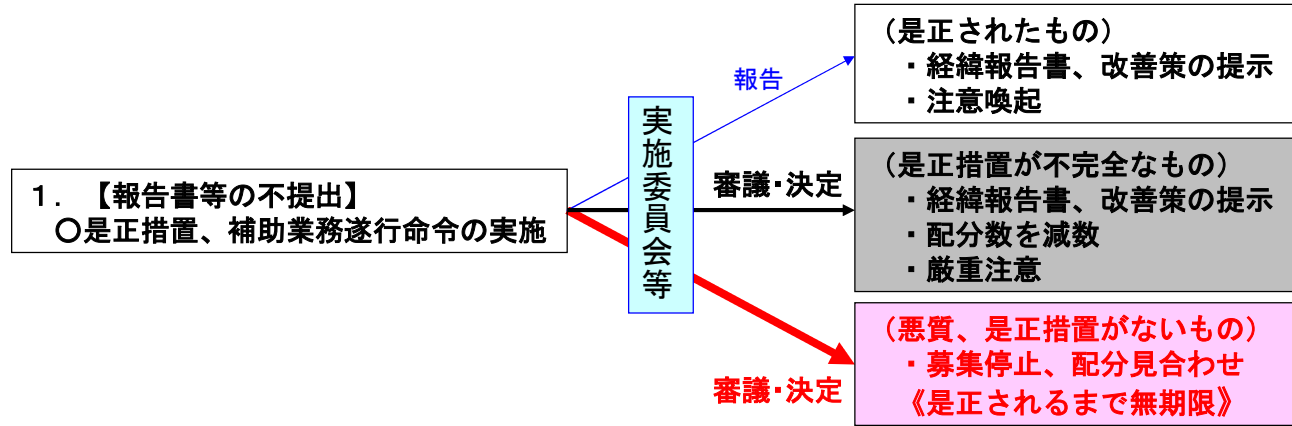 １．【報告書等の不提出】
〇是正措置、補助業務遂行命令の実施
実施委員会等
報告
審議・決定
審議・決定
（是正されたもの）
・経緯報告書、改善策の提示
・注意喚起
（是正措置が不完全なもの）
・経緯報告書、改善策の提示
・配分数を減数
・厳重注意
（悪質、是正措置がないもの）
・募集停止、配分見合わせ
《是正されるまで無期限》